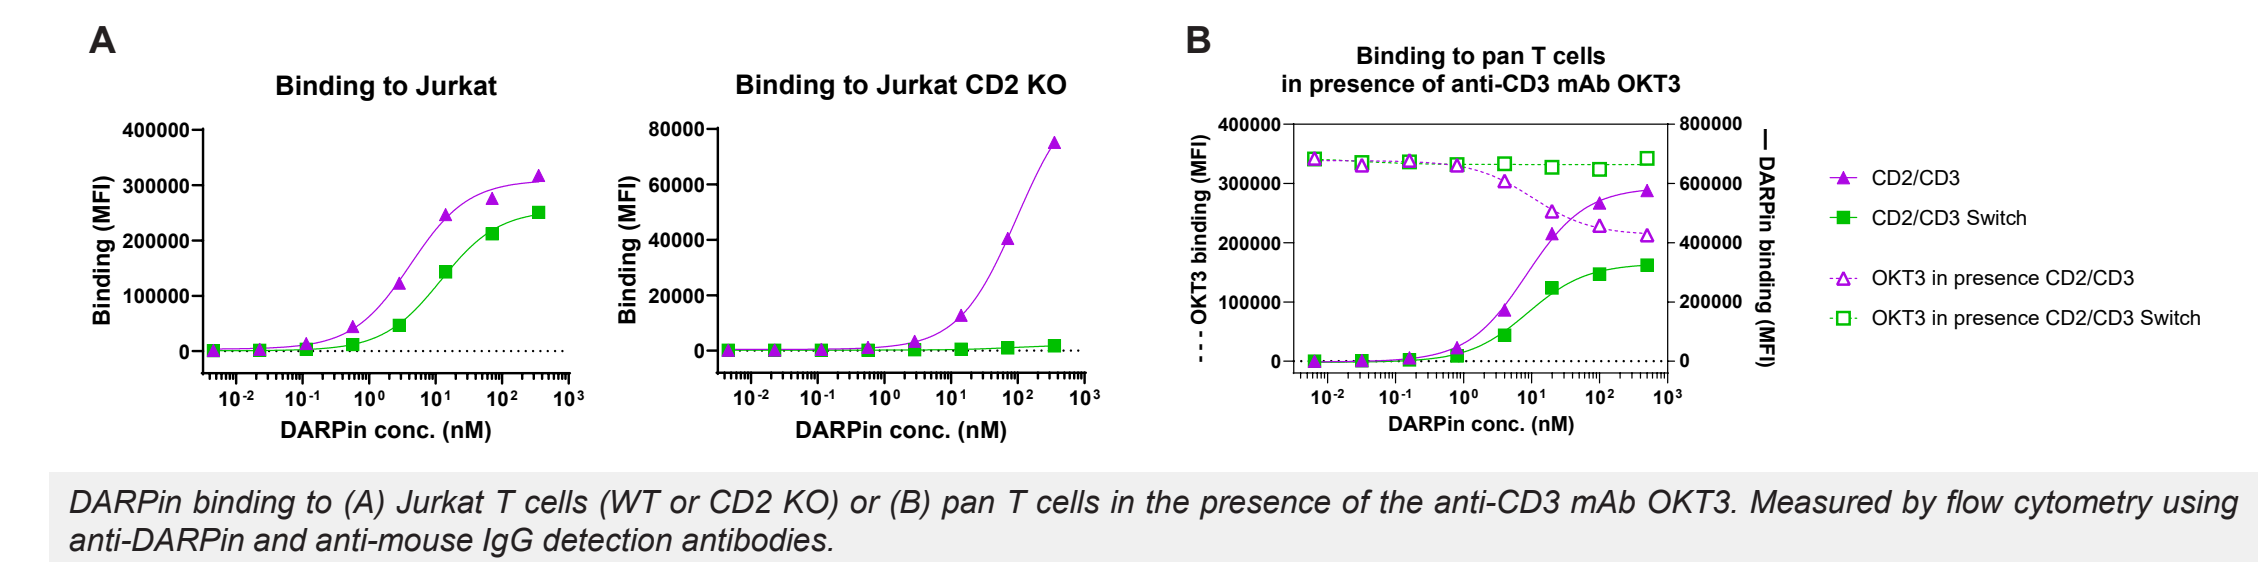 A
Binding to Jurkat
Binding (MFI)
400000
300000
200000
100000
0
10-2 10-1 100 101 102 103
DARPin conc. (nM)
Binding to Jurkat CD2 KO
Binding (MFI)
80000
60000
40000
20000
0
10-2 10-1 100 101 102 103
DARPin conc. (nM)
B
Binding to pan T cells
in presence of anti-CD3 mAb OKT3
--- OKT3 binding (MFI)
400000
300000
200000
100000
0
800000
600000
400000
200000
0
— DARPin binding (MFI)
10-2 10-1 100 101 102 103
DARPin conc. (nM)
CD2/CD3
CD2/CD3 Switch
OKT3 in presence CD2/CD3
OKT3 in presence CD2/CD3 Switch
DARPin binding to (A) Jurkat T cells (WT or CD2 KO) or (B) pan T cells in the presence of the anti-CD3 mAb OKT3. Measured by flow cytometry using
anti-DARPin and anti-mouse IgG detection antibodies.